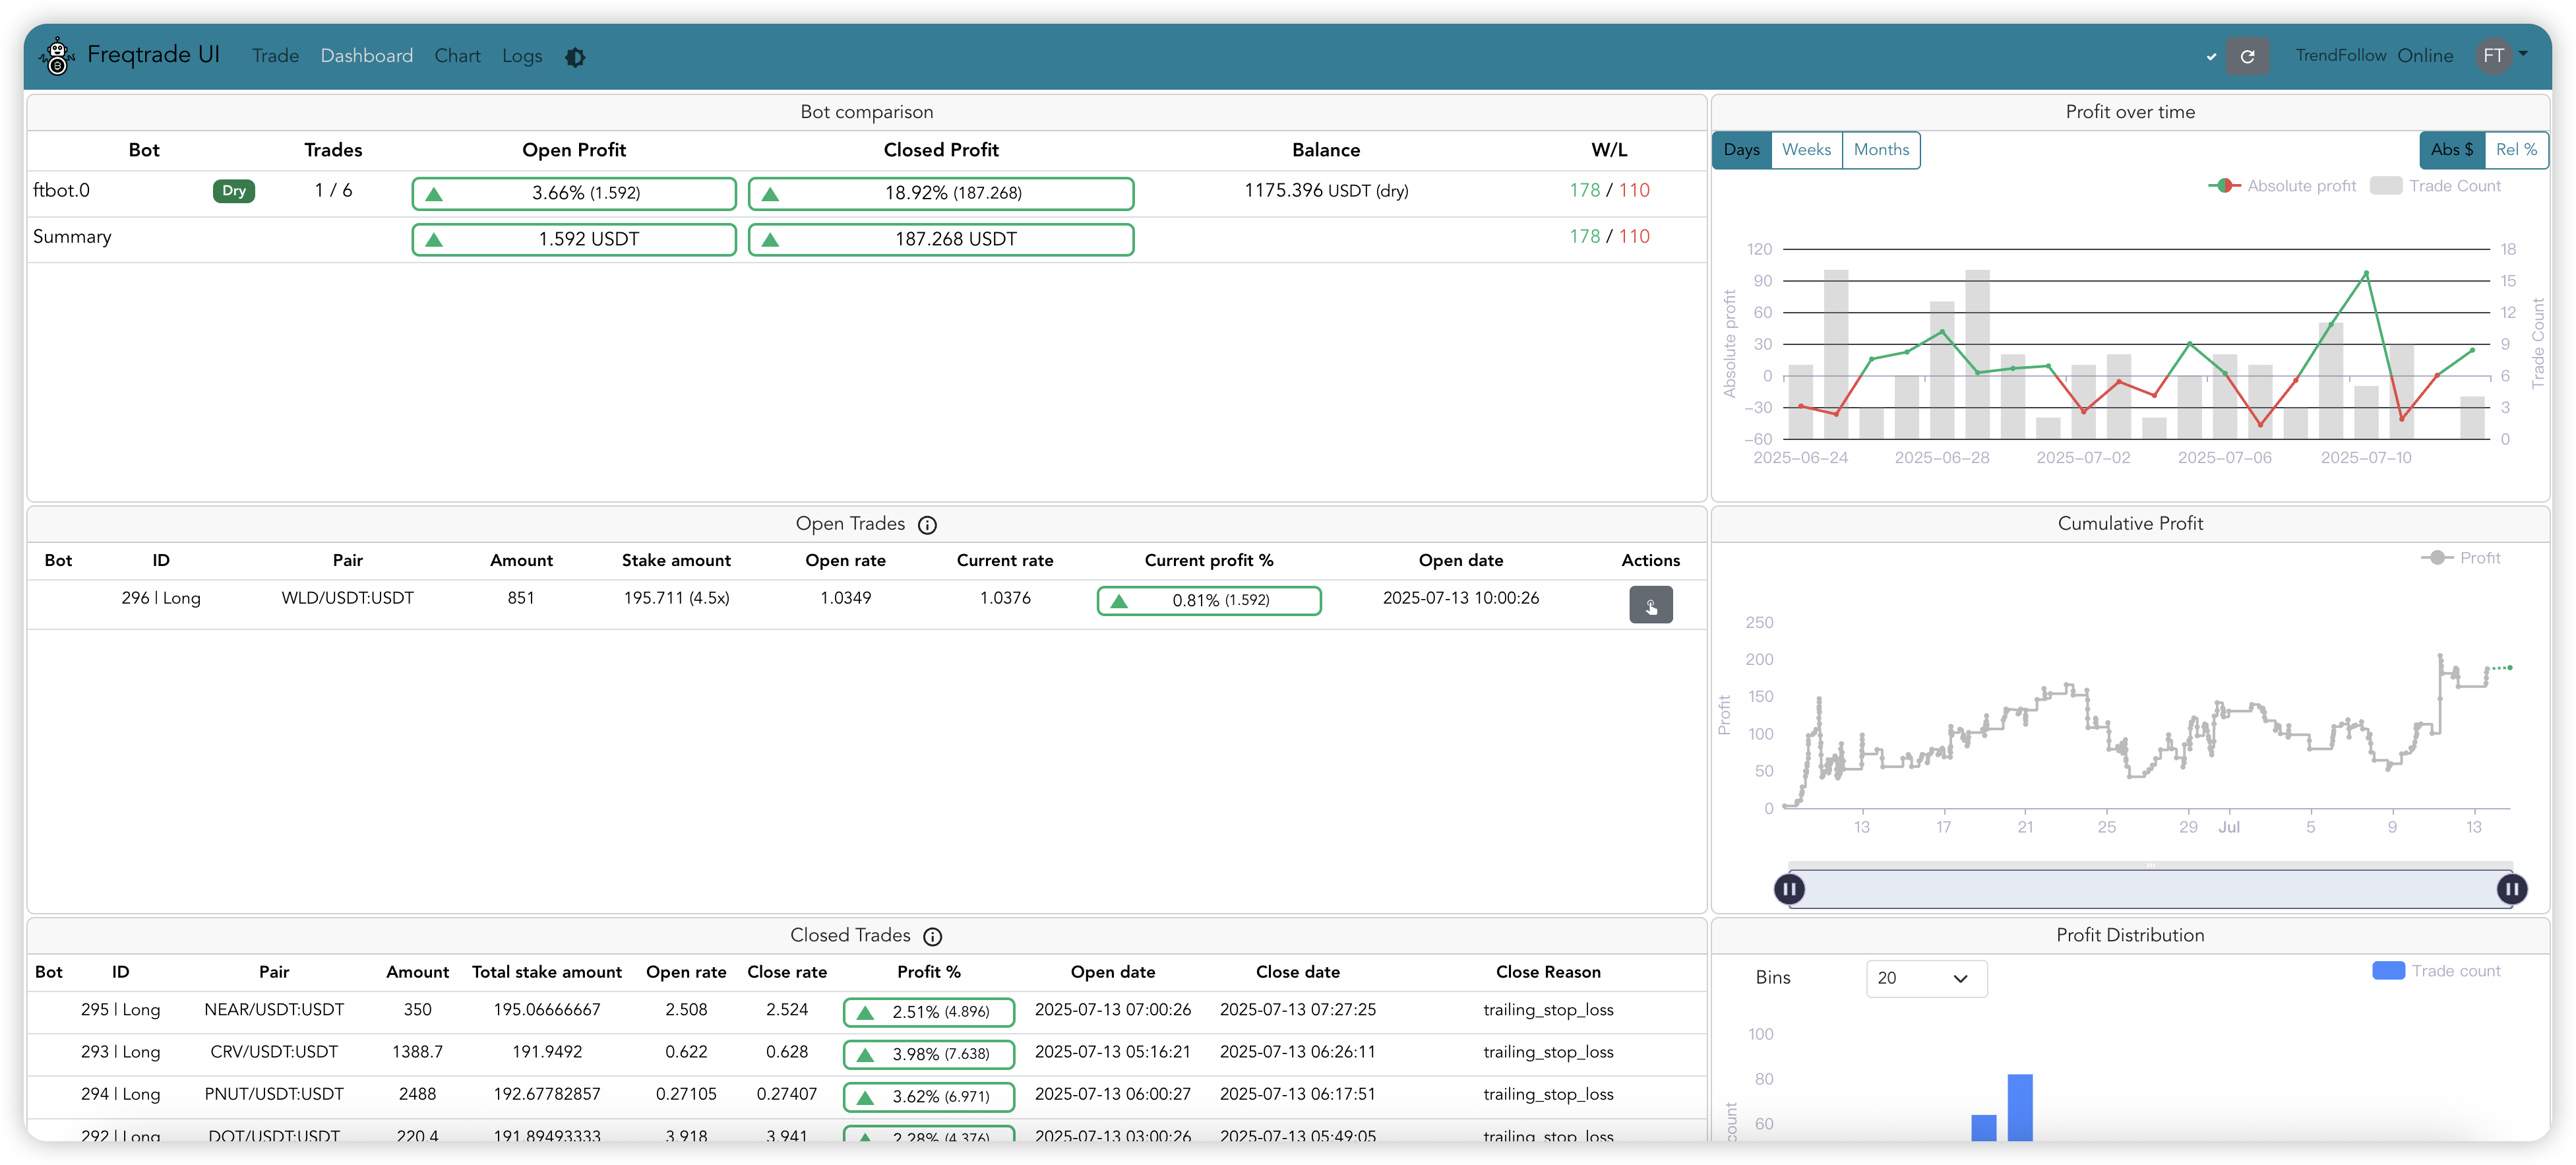 Freqtrade UI Trade Dashboard Chart Logs TrendFollow Online FT
Bot comparison
Bot Trades Open Profit Closed Profit Balance W/L
ftbot.0 Dry 1 / 6 3.66% (1.592) 18.92% (187.268) 1175.396 USDT (dry) 178 / 110
Summary 1.592 USDT 187.268 USDT 178 / 110
Profit over time
Days Weeks Months Abs $ Rel %
Absolute profit Trade Count
120 18
90 15
60 12
30 9
0 6
−30 3
−60 0
Absolute profit
Trade Count
2025−06−24 2025−06−28 2025−07−02 2025−07−06 2025−07−10
Open Trades
Bot ID Pair Amount Stake amount Open rate Current rate Current profit % Open date Actions
296 | Long WLD/USDT:USDT 851 195.711 (4.5x) 1.0349 1.0376 0.81% (1.592) 2025-07-13 10:00:26
Cumulative Profit
Profit
250
200
150
100
50
0
Profit
13 17 21 25 29 Jul 5 9 13
Closed Trades
Bot ID Pair Amount Total stake amount Open rate Close rate Profit % Open date Close date Close Reason
295 | Long NEAR/USDT:USDT 350 195.06666667 2.508 2.524 2.51% (4.896) 2025-07-13 07:00:26 2025-07-13 07:27:25 trailing_stop_loss
293 | Long CRV/USDT:USDT 1388.7 191.9492 0.622 0.628 3.98% (7.638) 2025-07-13 05:16:21 2025-07-13 06:26:11 trailing_stop_loss
294 | Long PNUT/USDT:USDT 2488 192.67782857 0.27105 0.27407 3.62% (6.971) 2025-07-13 06:00:27 2025-07-13 06:17:51 trailing_stop_loss
292 | Long DOT/USDT:USDT 220.4 191.89493333 3.918 3.941 2.28% (4.376) 2025-07-13 03:00:26 2025-07-13 05:49:05 trailing_stop_loss
Profit Distribution
Bins 20 Trade count
100
80
60
count